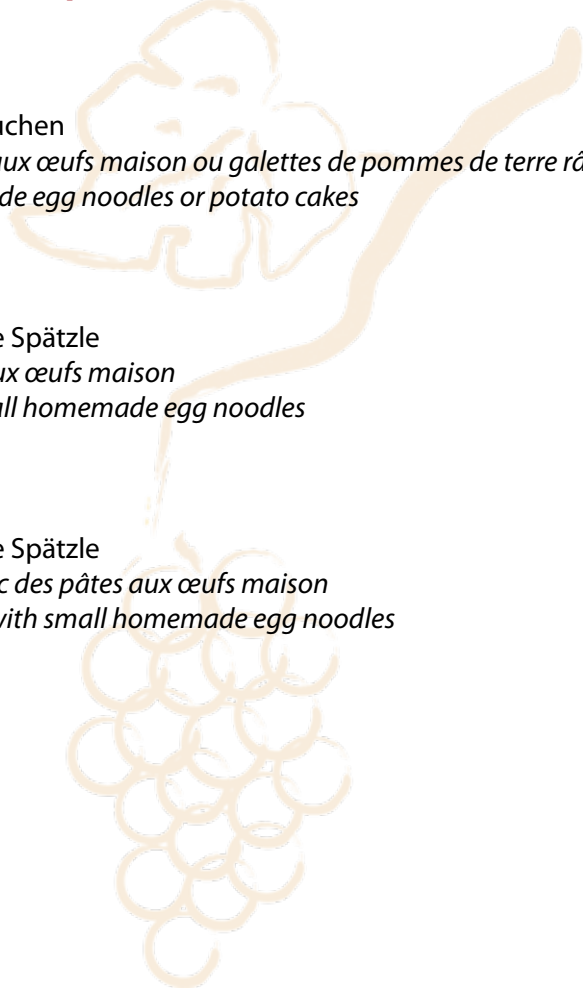 uchen
aux œufs maison ou galettes de pommes de terre râ
de egg noodles or potato cakes
e Spätzle
ux œufs maison
all homemade egg noodles
e Spätzle
c des pâtes aux œufs maison
with small homemade egg noodles